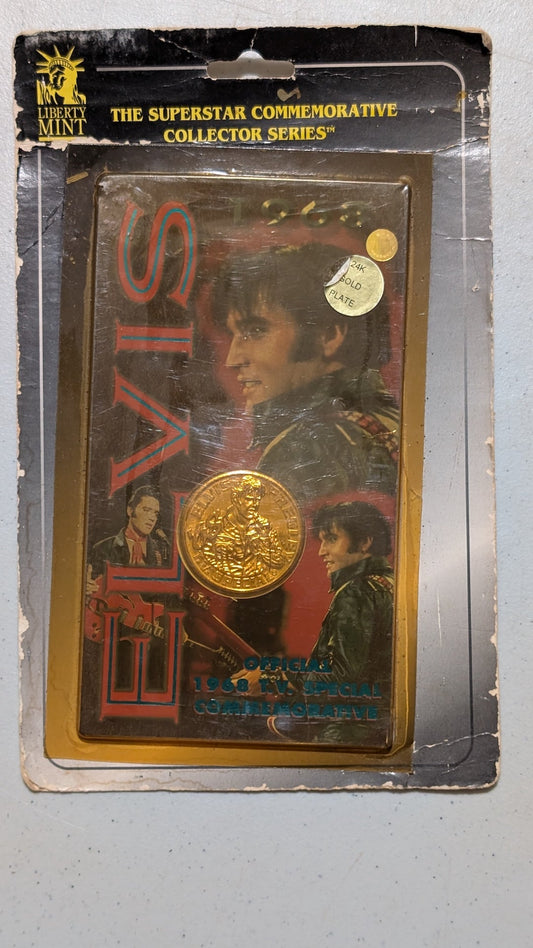 LIBERTY
MINT
THE SUPERSTAR COMMEMORATIVE
COLLECTOR SERIES™
1968
ELVIS
24K
GOLD
PLATE
OFFICIAL
1968 T.V. SPECIAL
COMMEMORATIVE